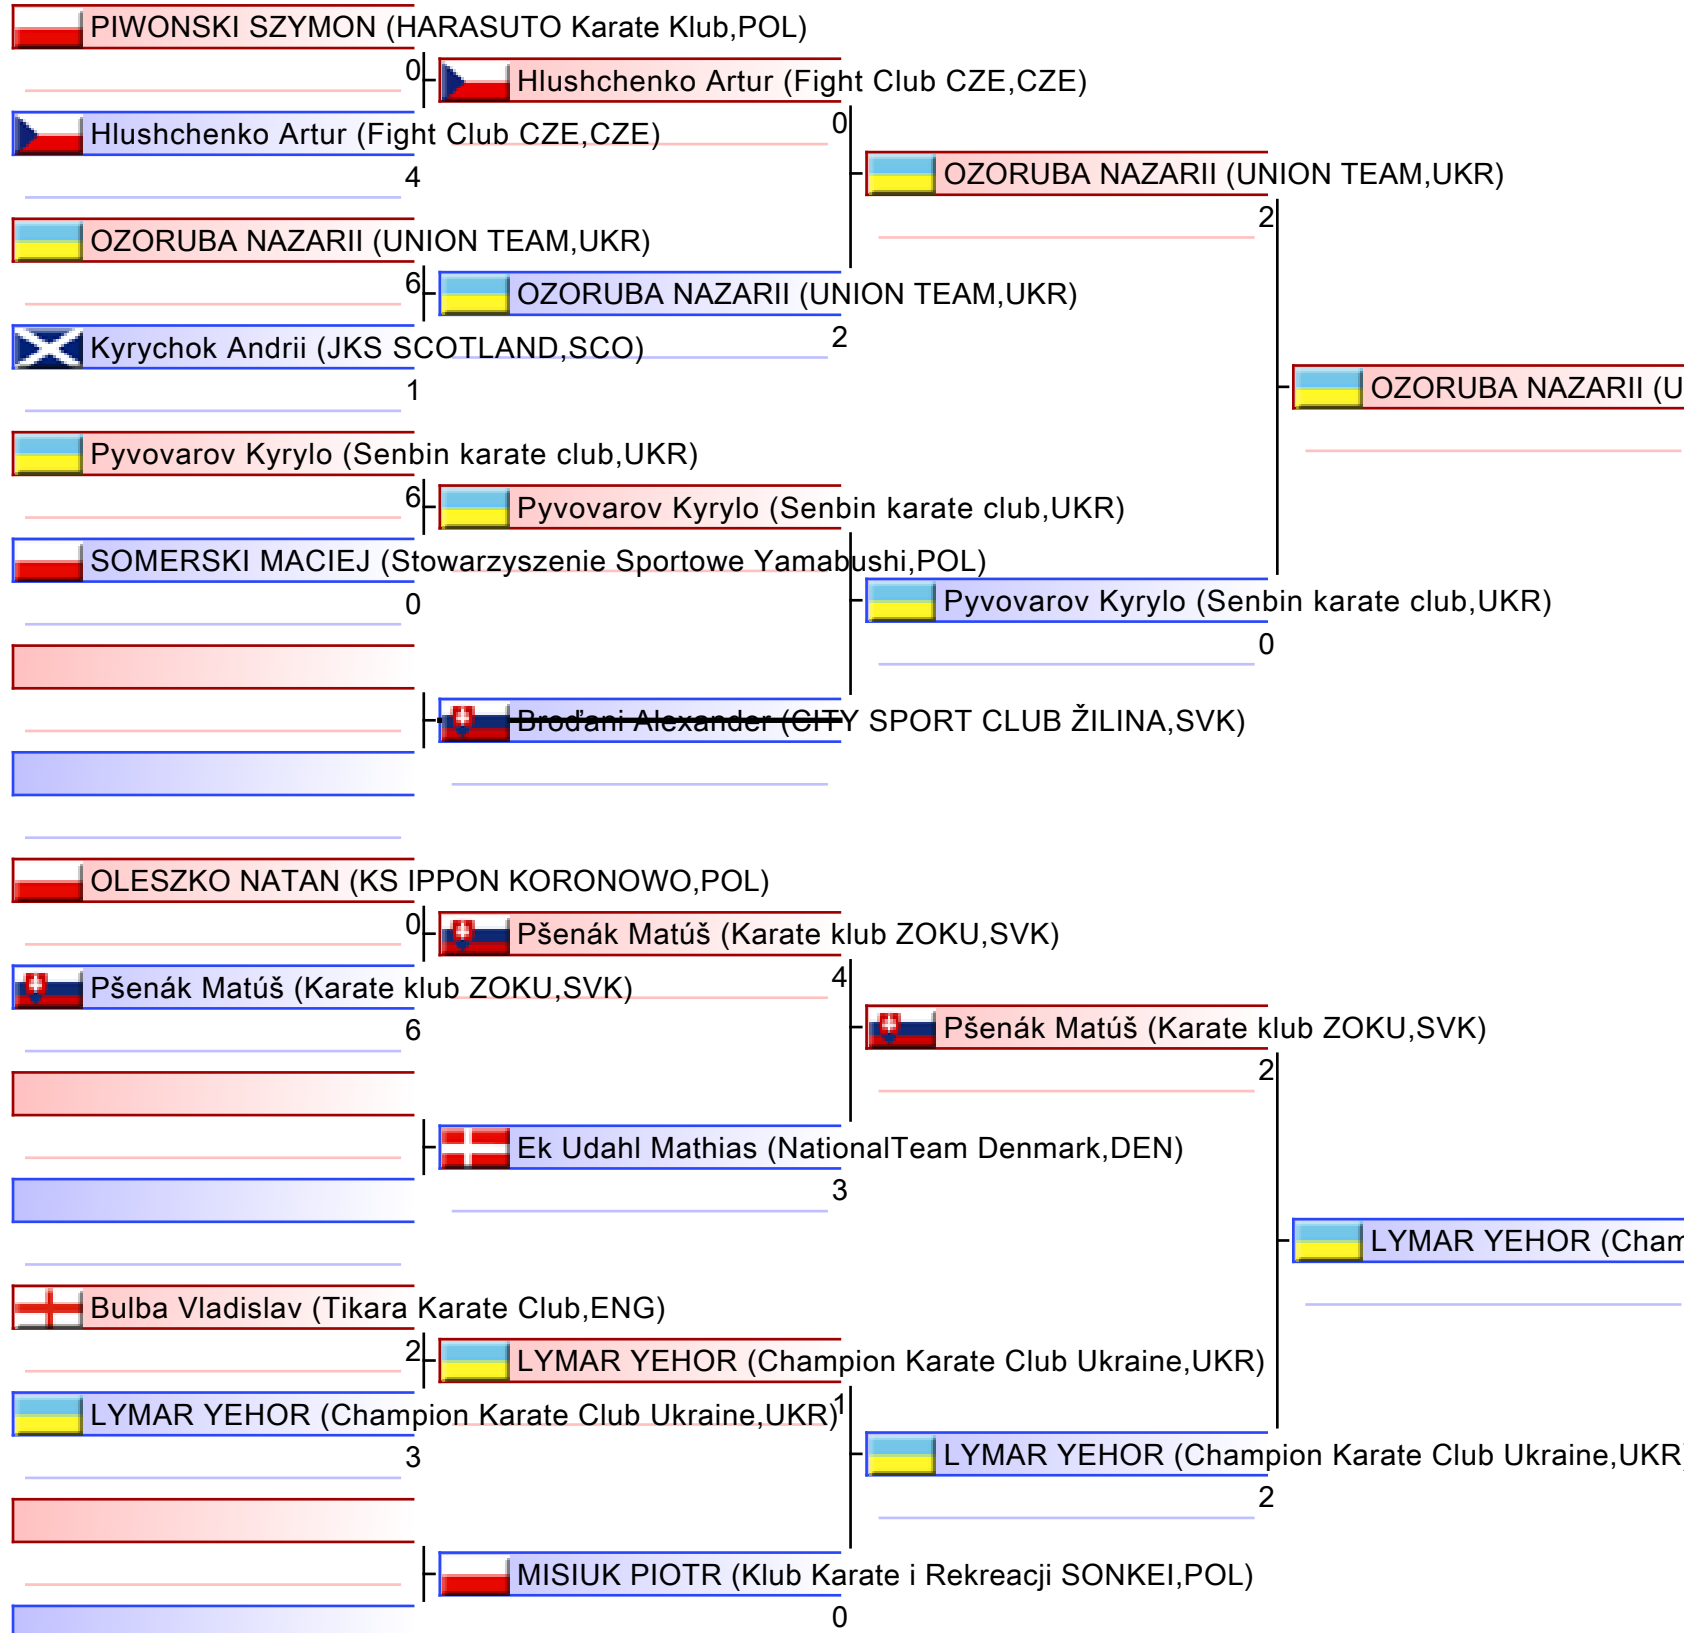 PIWONSKI SZYMON (HARASUTO Karate Klub,POL)
0
Hlushchenko Artur (Fight Club CZE,CZE)
Hlushchenko Artur (Fight Club CZE,CZE)
0
4
OZORUBA NAZARII (UNION TEAM,UKR)
2
OZORUBA NAZARII (UNION TEAM,UKR)
6
OZORUBA NAZARII (UNION TEAM,UKR)
2
Kyrychok Andrii (JKS SCOTLAND,SCO)
1
OZORUBA NAZARII (U
Pyvovarov Kyrylo (Senbin karate club,UKR)
6
Pyvovarov Kyrylo (Senbin karate club,UKR)
SOMERSKI MACIEJ (Stowarzyszenie Sportowe Yamabushi,POL)
0
Pyvovarov Kyrylo (Senbin karate club,UKR)
0
Broďani Alexander (CITY SPORT CLUB ŽILINA,SVK)
OLESZKO NATAN (KS IPPON KORONOWO,POL)
0
Pšenák Matúš (Karate klub ZOKU,SVK)
4
Pšenák Matúš (Karate klub ZOKU,SVK)
6
Pšenák Matúš (Karate klub ZOKU,SVK)
2
Ek Udahl Mathias (NationalTeam Denmark,DEN)
3
LYMAR YEHOR (Cham
Bulba Vladislav (Tikara Karate Club,ENG)
2
LYMAR YEHOR (Champion Karate Club Ukraine,UKR)
1
LYMAR YEHOR (Champion Karate Club Ukraine,UKR)
3
LYMAR YEHOR (Champion Karate Club Ukraine,UKR)
2
MISIUK PIOTR (Klub Karate i Rekreacji SONKEI,POL)
0